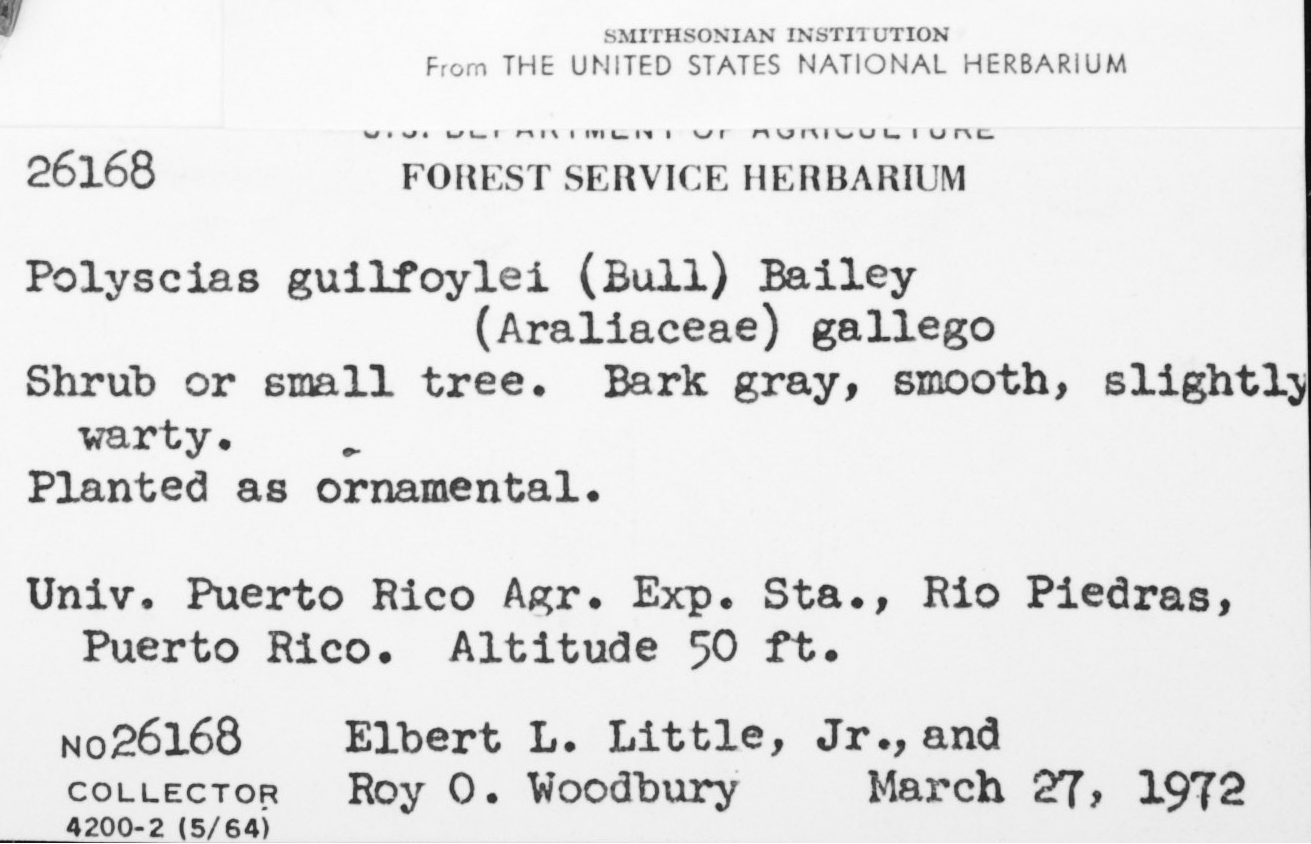 SMITHSONIAN INSTITUTION
From THE UNITED STATES NATIONAL HERBARIUM
U.S. DEPARTMENT OF AGRICULTURE
26168 FOREST SERVICE HERBARIUM
Polyscias guilfoylei (Bull) Bailey
(Araliaceae) gallego
Shrub or small tree. Bark gray, smooth, slightly
warty.
Planted as ornamental.
Univ. Puerto Rico Agr. Exp. Sta., Rio Piedras,
Puerto Rico. Altitude 50 ft.
NO.26168 Elbert L. Little, Jr., and
COLLECTOR Roy O. Woodbury March 27, 1972
4200-2 (5/64)